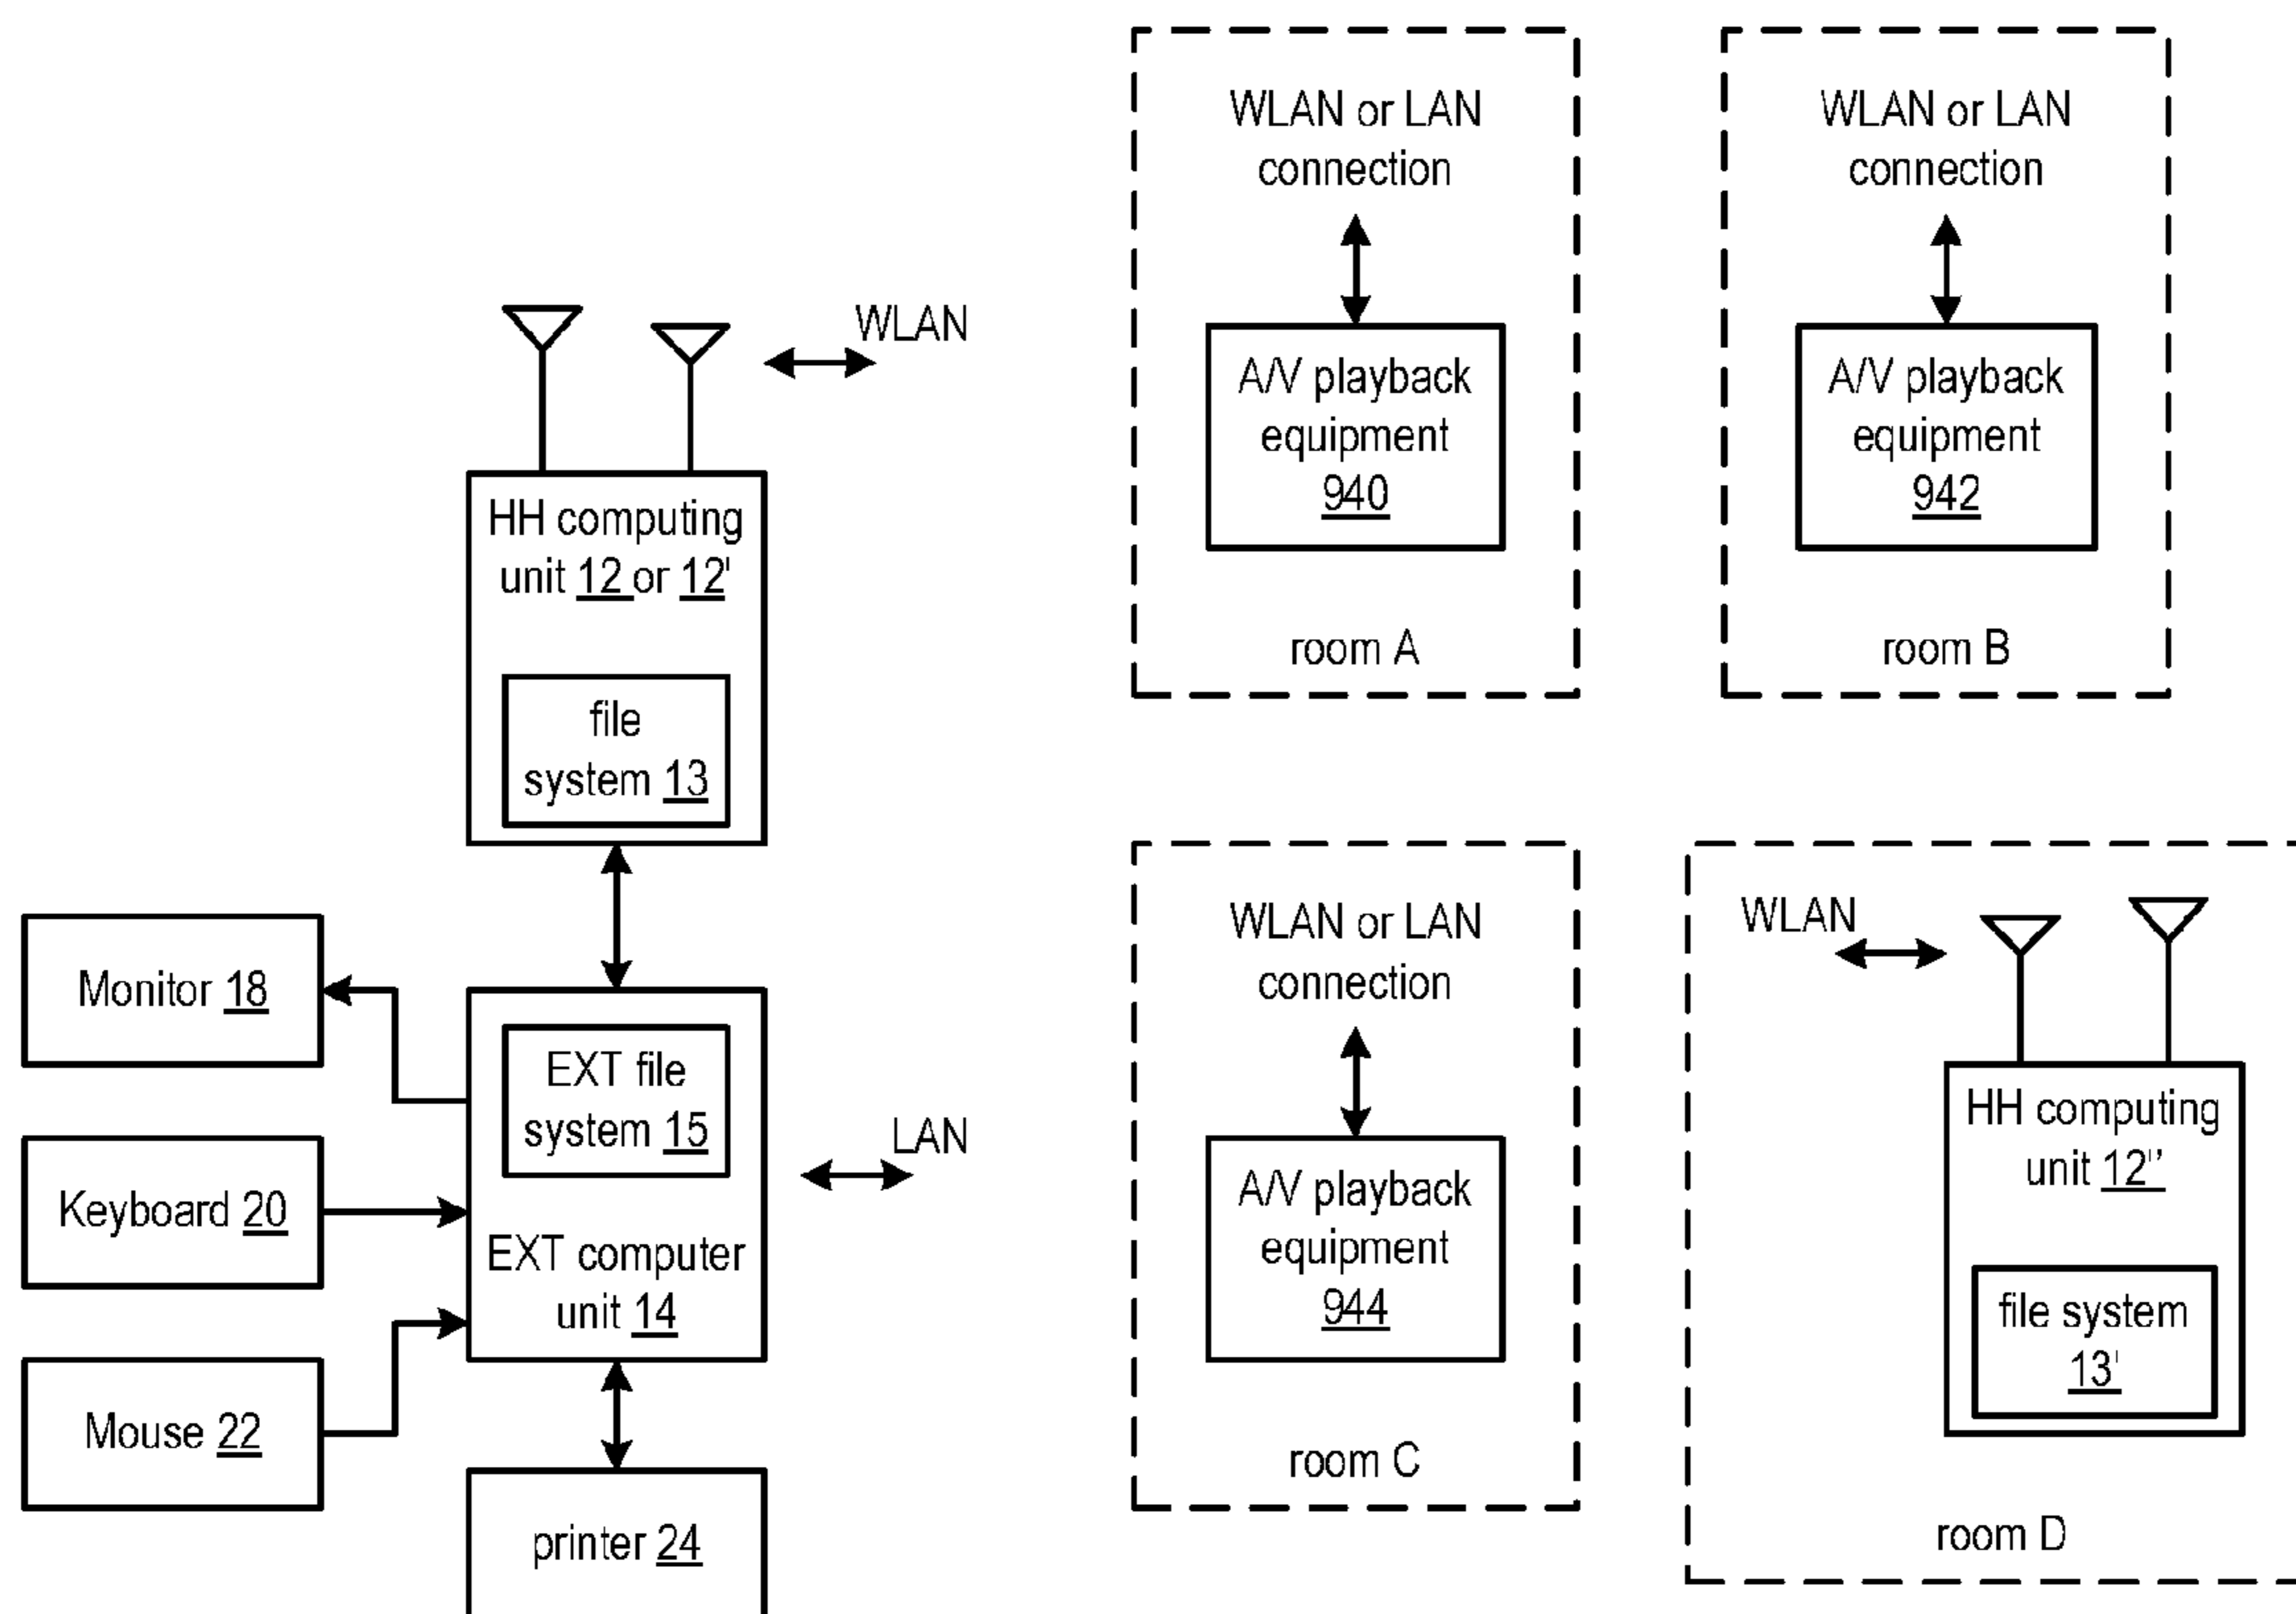 WLAN
HH computing
unit 12 or 12'
file
system 13
Monitor 18
Keyboard 20
Mouse 22
EXT file
system 15
EXT computer
unit 14
LAN
printer 24
WLAN or LAN
connection
A/V playback
equipment
940
room A
WLAN or LAN
connection
A/V playback
equipment
942
room B
WLAN or LAN
connection
A/V playback
equipment
944
room C
WLAN
HH computing
unit 12''
file system
13'
room D